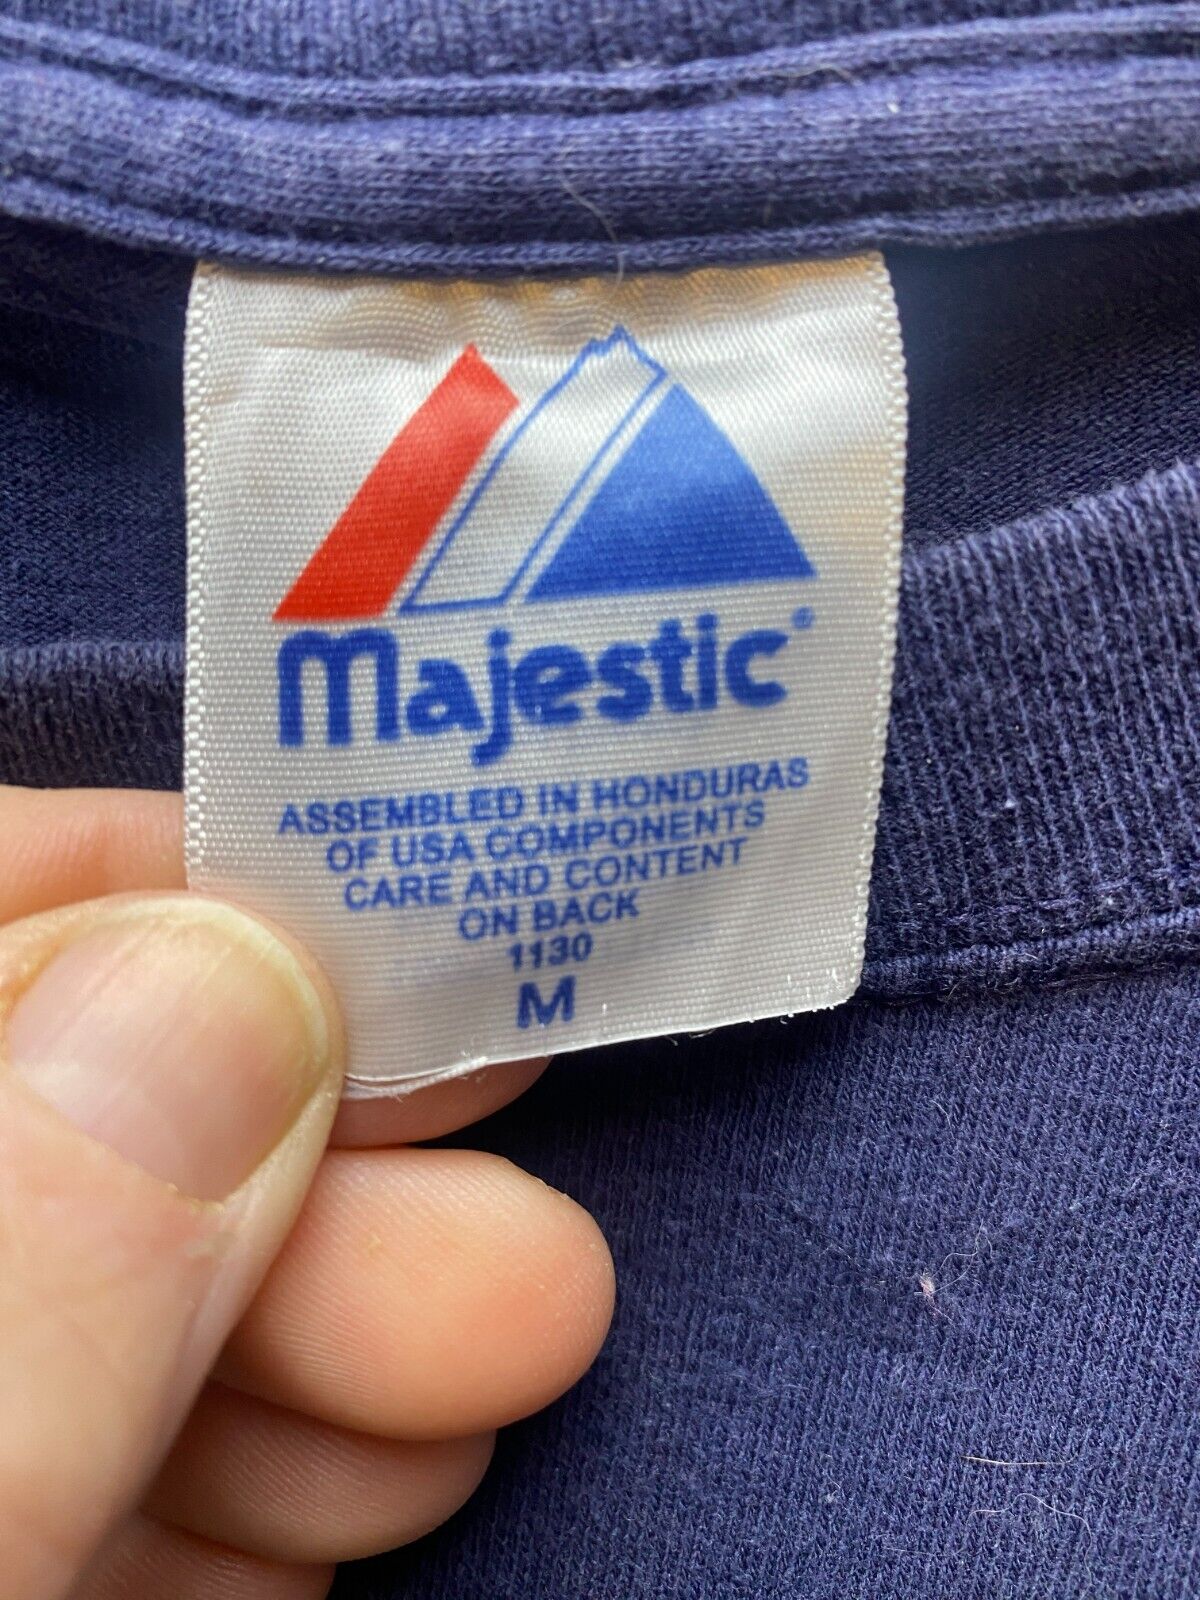 Majestic®
ASSEMBLED IN HONDURAS
OF USA COMPONENTS
CARE AND CONTENT
ON BACK
1130
M